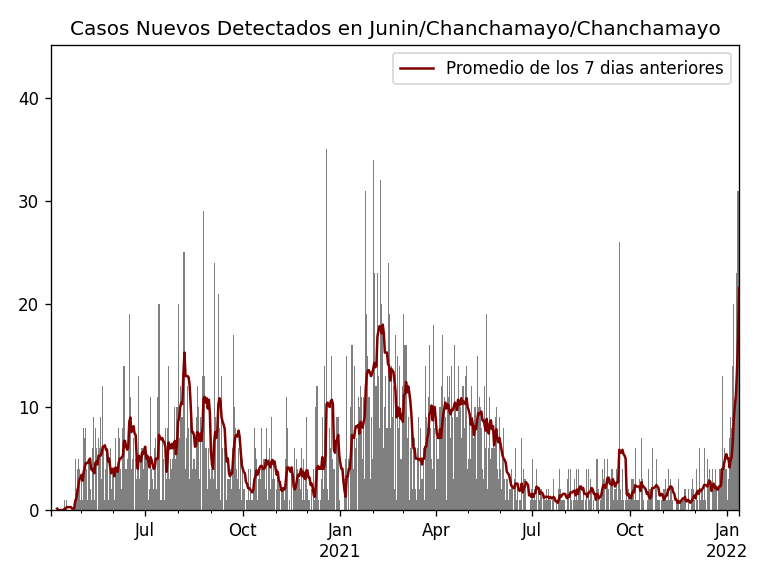 Casos Nuevos Detectados en Junin/Chanchamayo/Chanchamayo
Promedio de los 7 dias anteriores
40
30
20
10
0
Jul
Oct
Jan
2021
Apr
Jul
Oct
Jan
2022